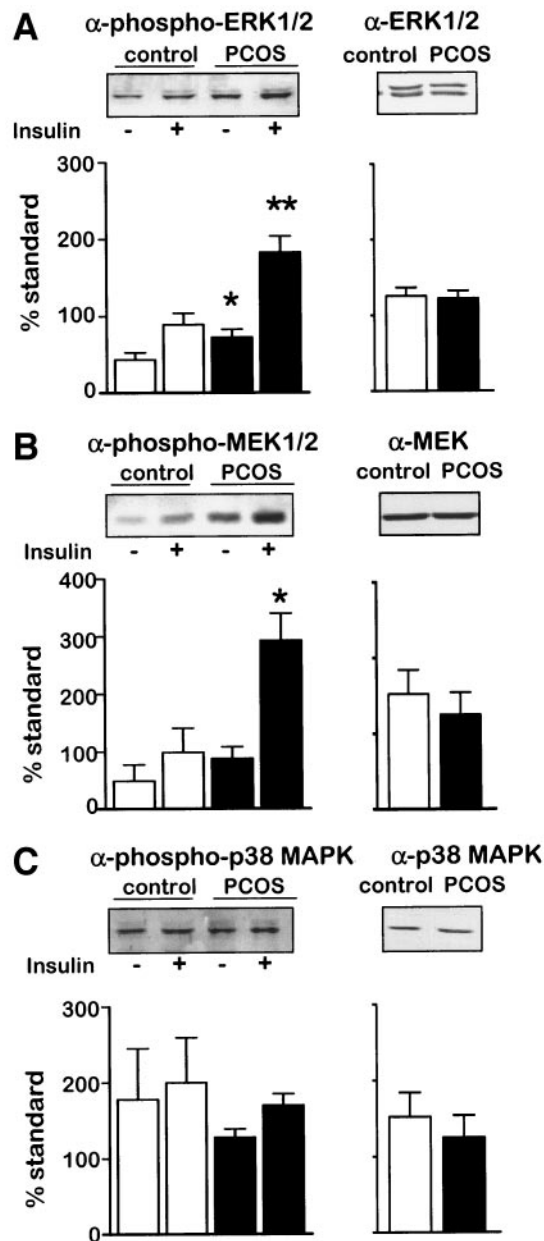 A
α-phospho-ERK1/2
α-ERK1/2
control PCOS
control PCOS
Insulin - + - +
300
200
100
0
% standard
*
**
B
α-phospho-MEK1/2
α-MEK
control PCOS
control PCOS
Insulin - + - +
400
300
200
100
0
% standard
*
C
α-phospho-p38 MAPK
α-p38 MAPK
control PCOS
control PCOS
Insulin - + - +
300
200
100
0
% standard